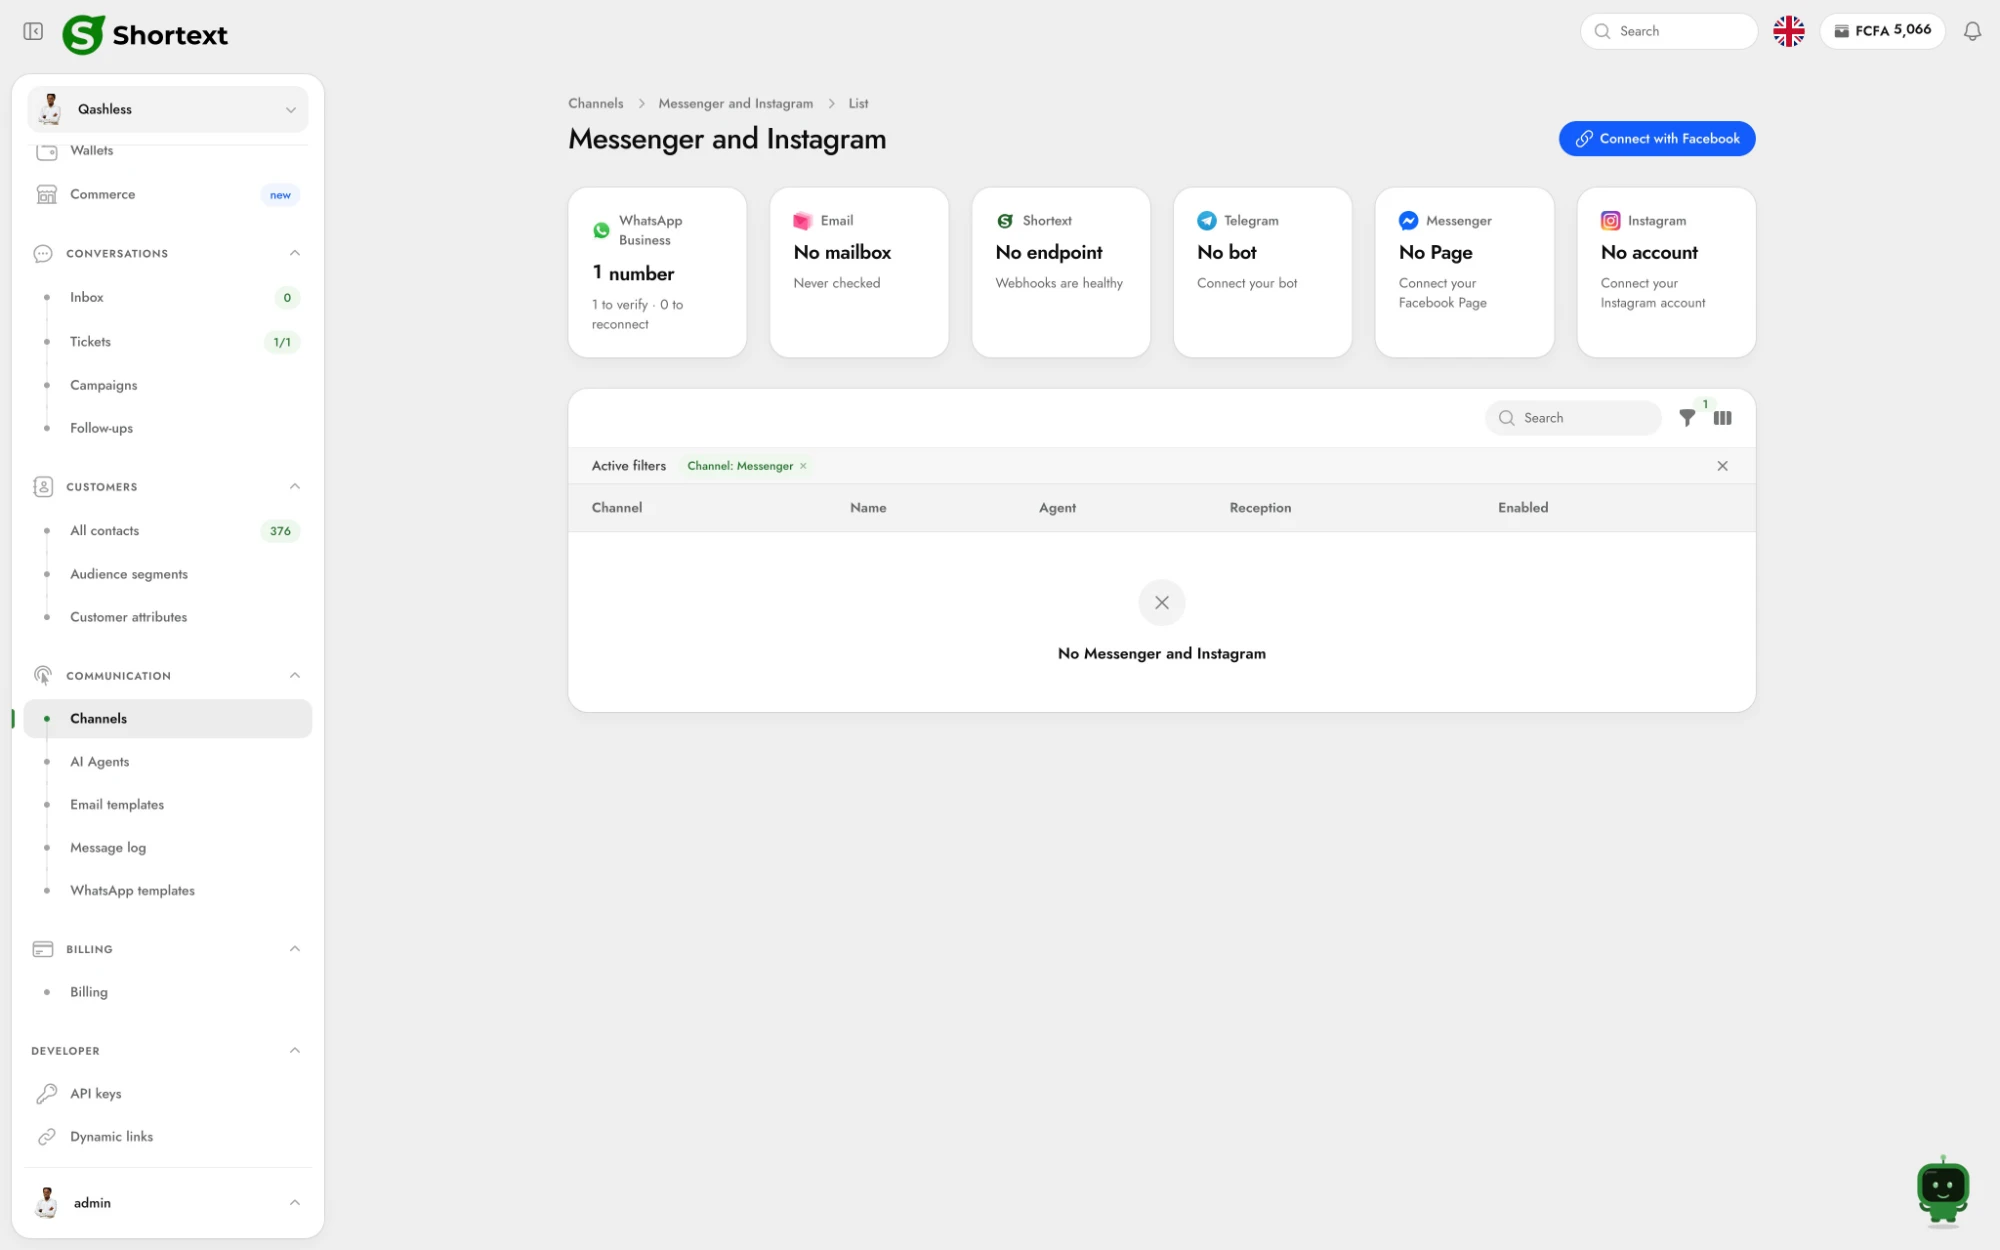 Shortext
Search
FCFA 5,066
Qashless
Wallets
Commerce
new
CONVERSATIONS
Inbox
0
Tickets
1/1
Campaigns
Follow-ups
CUSTOMERS
All contacts
376
Audience segments
Customer attributes
COMMUNICATION
Channels
AI Agents
Email templates
Message log
WhatsApp templates
BILLING
Billing
DEVELOPER
API keys
Dynamic links
admin
Channels
Messenger and Instagram
List
Messenger and Instagram
Connect with Facebook
WhatsApp
Business
1 number
1 to verify · 0 to
reconnect
Email
No mailbox
Never checked
Shortext
No endpoint
Webhooks are healthy
Telegram
No bot
Connect your bot
Messenger
No Page
Connect your
Facebook Page
Instagram
No account
Connect your
Instagram account
Search
1
Active filters
Channel: Messenger
Channel
Name
Agent
Reception
Enabled
No Messenger and Instagram